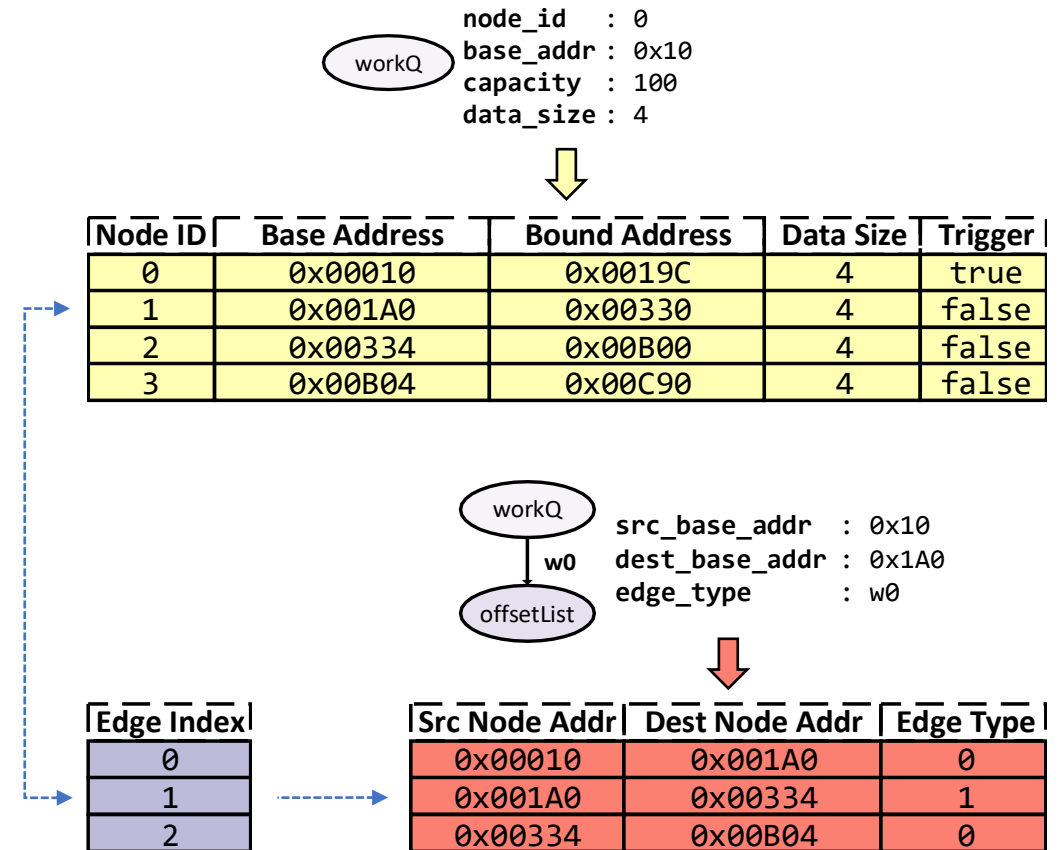 node_id : 0
workQ
base_addr : 0x10
capacity : 100
data_size : 4
Node ID Base Address Bound Address Data Size Trigger
0 0x00010 0x0019C 4 true
1 0x001A0 0x00330 4 false
2 0x00334 0x00B00 4 false
3 0x00B04 0x00C90 4 false
workQ
src_base_addr : 0x10
w0
dest_base_addr : 0x1A0
edge_type : w0
offsetList
Edge Index Src Node Addr Dest Node Addr Edge Type
0 0x00010 0x001A0 0
1 0x001A0 0x00334 1
2 0x00334 0x00B04 0